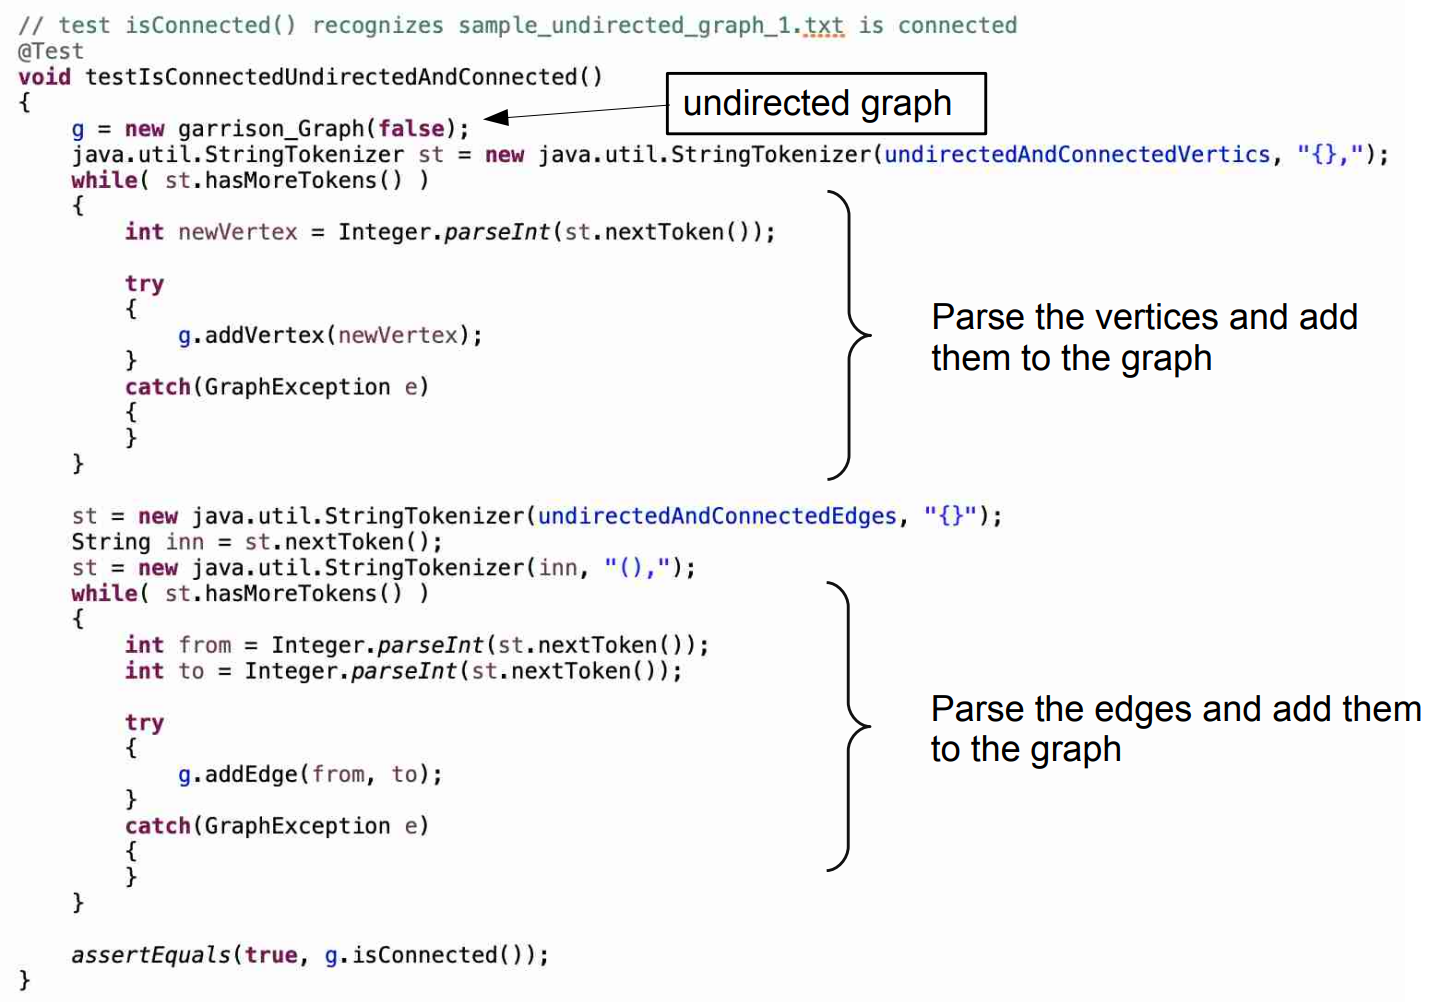 // test isConnected() recognizes sample_undirected_graph_1.txt is connected
@Test
void testIsConnectedUndirectedAndConnected()
{
undirected graph
g = new garrison_Graph(false);
java.util.StringTokenizer st = new java.util.StringTokenizer(undirectedAndConnectedVertics, "{},");
while( st.hasMoreTokens() )
{
int newVertex = Integer.parseInt(st.nextToken());
try
{
g.addVertex(newVertex);
}
catch(GraphException e)
{
}
}
Parse the vertices and add
them to the graph
st = new java.util.StringTokenizer(undirectedAndConnectedEdges, "{}");
String inn = st.nextToken();
st = new java.util.StringTokenizer(inn, "(),");
while( st.hasMoreTokens() )
{
int from = Integer.parseInt(st.nextToken());
int to = Integer.parseInt(st.nextToken());
try
{
g.addEdge(from, to);
}
catch(GraphException e)
{
}
}
Parse the edges and add them
to the graph
assertEquals(true, g.isConnected());
}